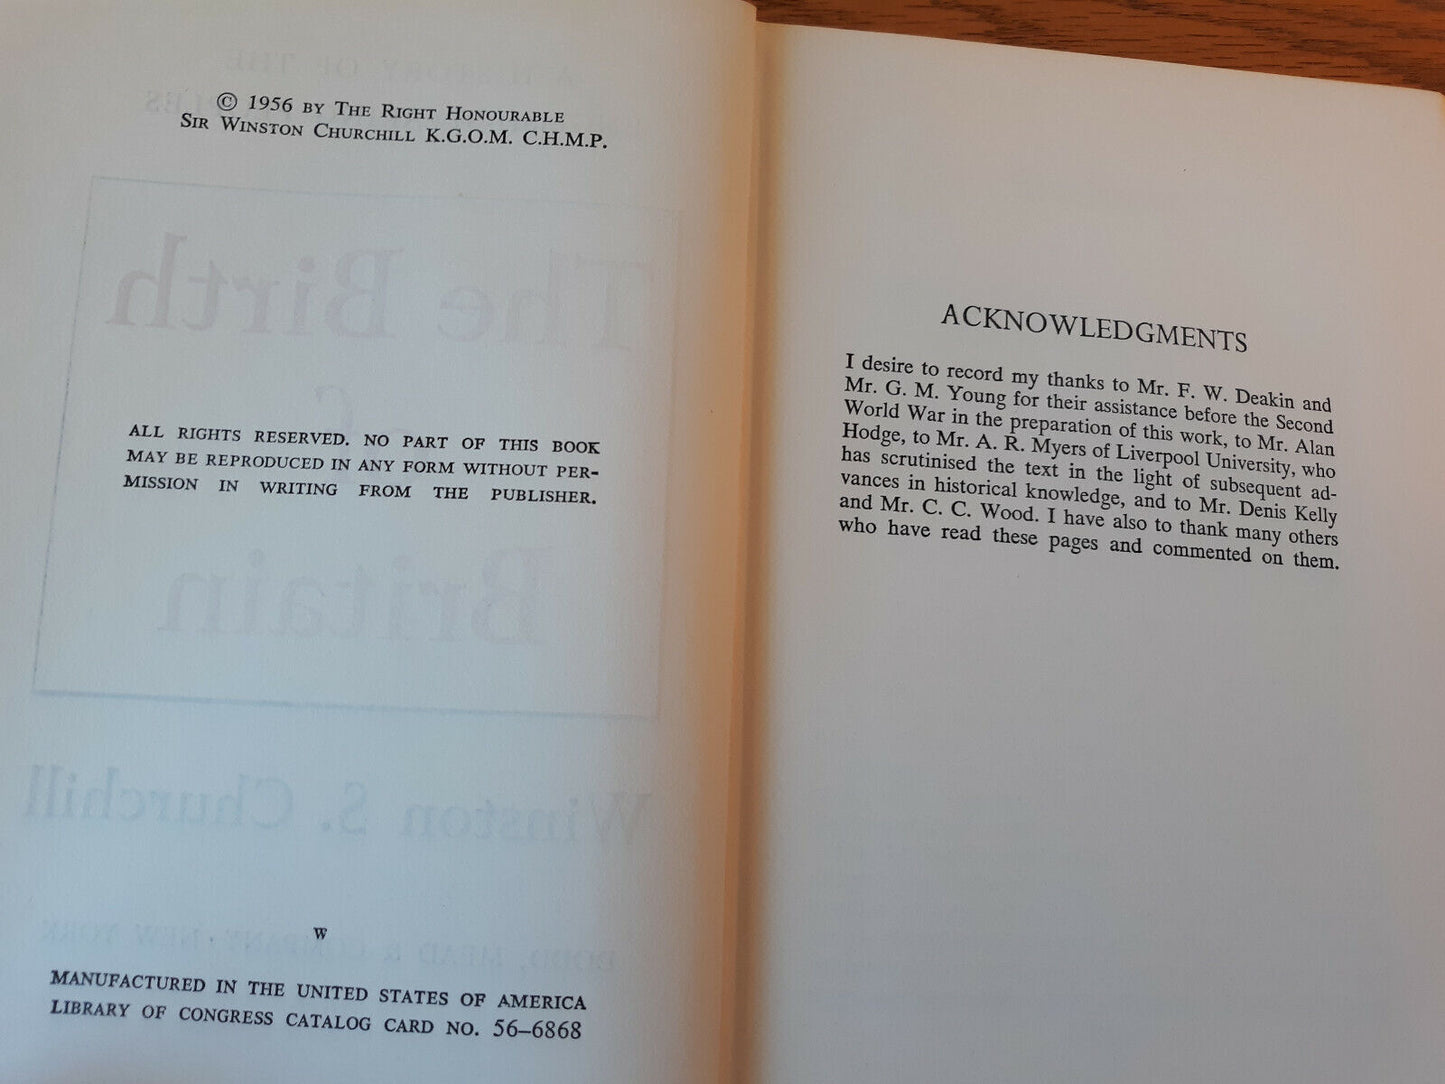 © 1956 BY THE RIGHT HONOURABLE
SIR WINSTON CHURCHILL K.G.O.M. C.H.M.P.
ALL RIGHTS RESERVED. NO PART OF THIS BOOK
MAY BE REPRODUCED IN ANY FORM WITHOUT PER-
MISSION IN WRITING FROM THE PUBLISHER.
W
MANUFACTURED IN THE UNITED STATES OF AMERICA
LIBRARY OF CONGRESS CATALOG CARD NO. 56–6868
ACKNOWLEDGMENTS
I desire to record my thanks to Mr. F. W. Deakin and
Mr. G. M. Young for their assistance before the Second
World War in the preparation of this work, to Mr. Alan
Hodge, to Mr. A. R. Myers of Liverpool University, who
has scrutinised the text in the light of subsequent ad-
vances in historical knowledge, and to Mr. Denis Kelly
and Mr. C. C. Wood. I have also to thank many others
who have read these pages and commented on them.